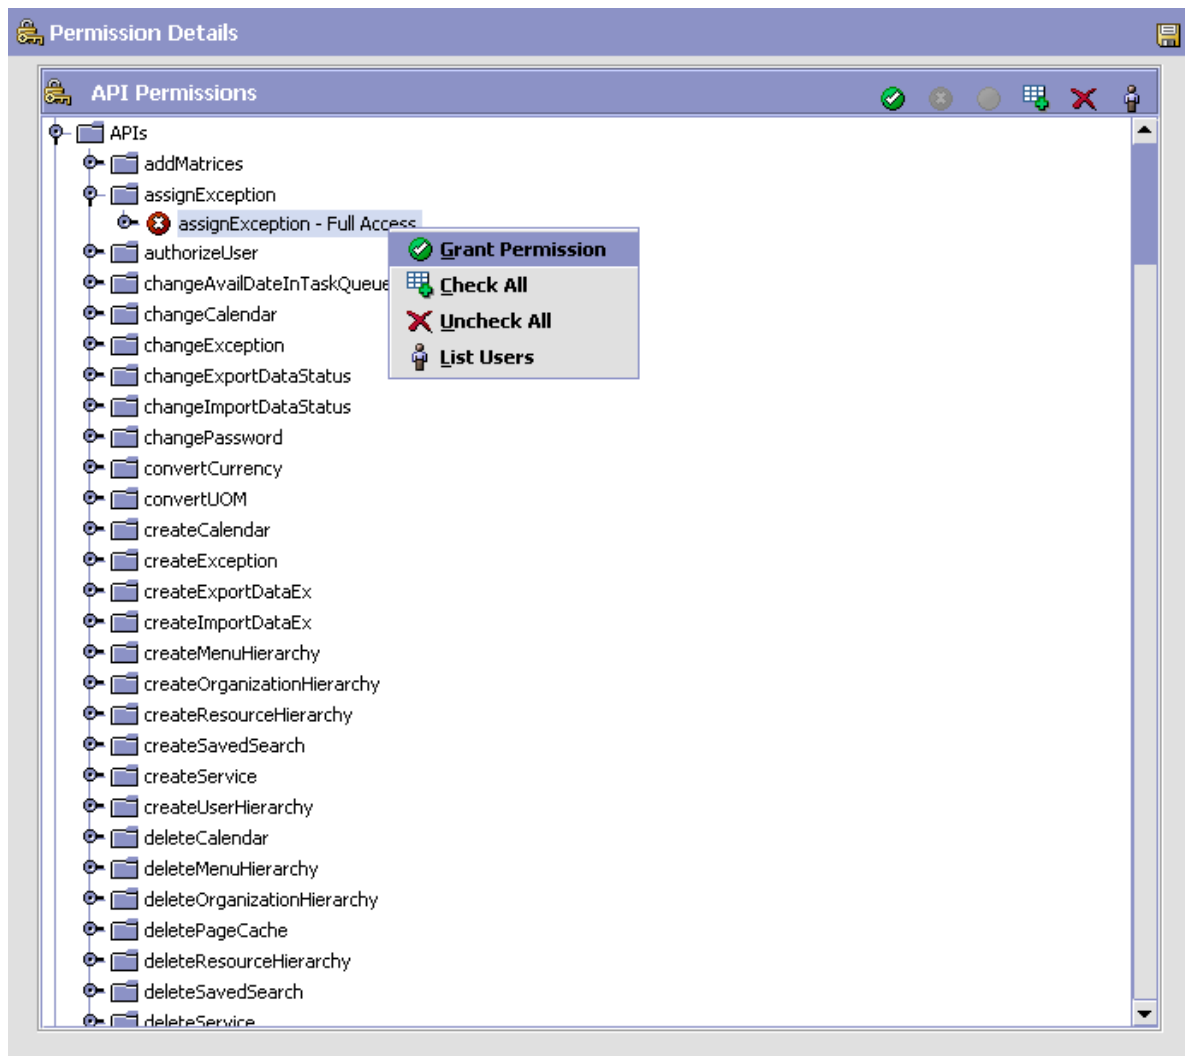 Permission Details
API Permissions
APIs
addMatrices
assignException
assignException - Full Access
Grant Permission
authorizeUser
changeAvailDateInTaskQueue
Check All
changeCalendar
Uncheck All
changeException
List Users
changeExportDataStatus
changeImportDataStatus
changePassword
convertCurrency
convertUOM
createCalendar
createException
createExportDataEx
createImportDataEx
createMenuHierarchy
createOrganizationHierarchy
createResourceHierarchy
createSavedSearch
createService
createUserHierarchy
deleteCalendar
deleteMenuHierarchy
deleteOrganizationHierarchy
deletePageCache
deleteResourceHierarchy
deleteSavedSearch
deleteService